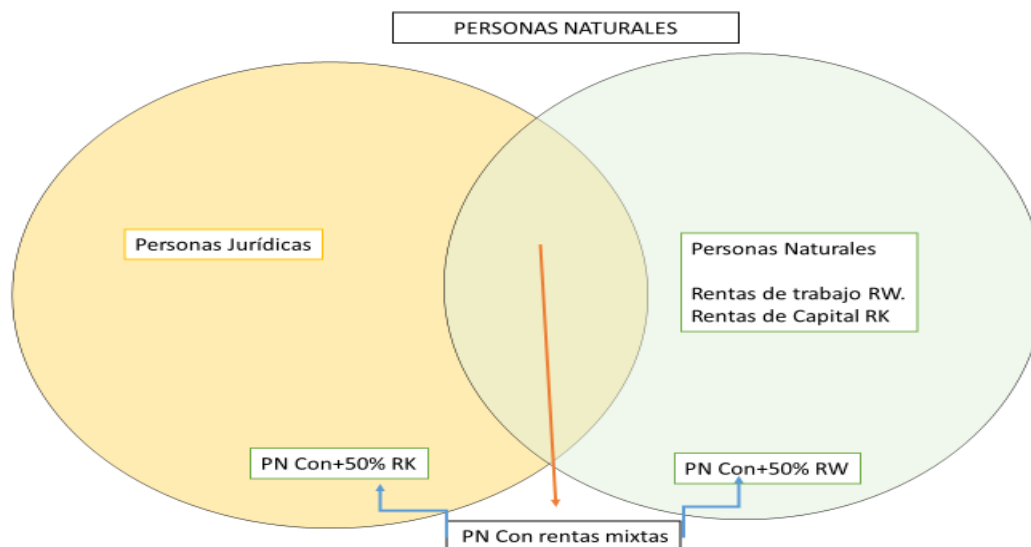 PERSONAS NATURALES
Personas Jurídicas
Personas Naturales
Rentas de trabajo RW.
Rentas de Capital RK
PN Con+50% RK
PN Con+50% RW
PN Con rentas mixtas